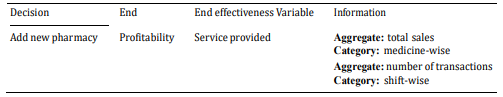 Decision End End effectiveness Variable Information
Add new pharmacy Profitability Service provided Aggregate: total sales
Category: medicine-wise
Aggregate: number of transactions
Category: shift-wise